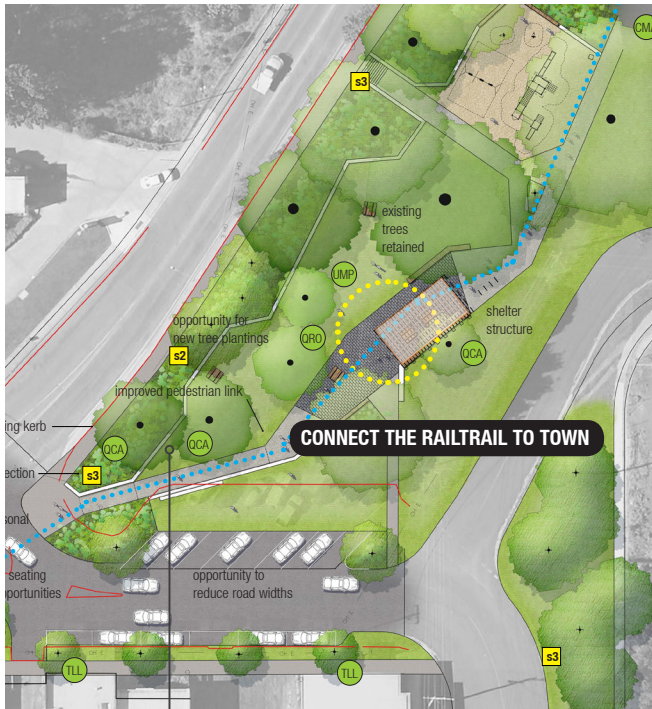 CMA
s3
existing
trees
retained
UMP
opportunity for
new tree plantings
shelter
structure
QRO
QCA
s2
improved pedestrian link
ing kerb
CONNECT THE RAILTRAIL TO TOWN
QCA
QCA
ection
s3
sonal
seating
opportunities
opportunity to
reduce road widths
s3
TLL
TLL